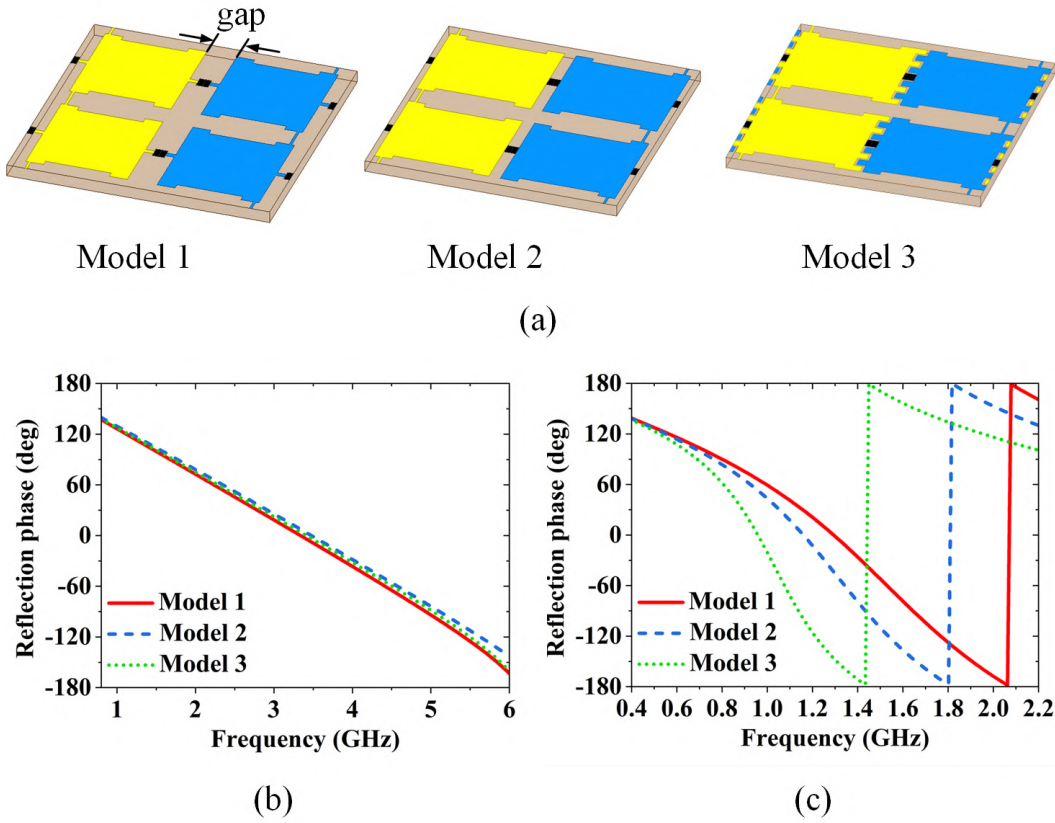 gap
Model 1
Model 2
Model 3
(a)
180
120
60
0
-60
-120
-180
Reflection phase (deg)
Model 1
Model 2
Model 3
1
2
3
4
5
6
Frequency (GHz)
(b)
180
120
60
0
-60
-120
-180
Reflection phase (deg)
Model 1
Model 2
Model 3
0.4
0.6
0.8
1.0
1.2
1.4
1.6
1.8
2.0
2.2
Frequency (GHz)
(c)